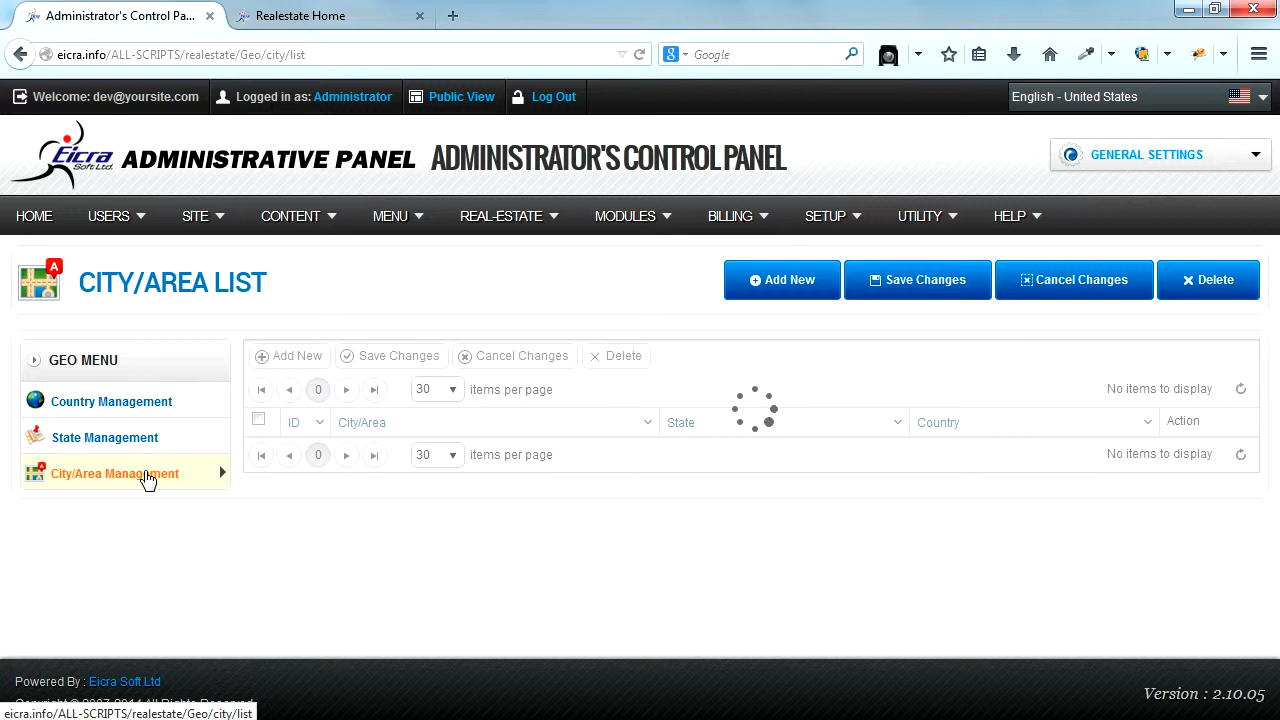 Administrator's Control Pa...
Realestate Home
eicra.info/ALL-SCRIPTS/realestate/Geo/city/list
Google
Welcome: dev@yoursite.com
Logged in as: Administrator
Public View
Log Out
English - United States
Eicra
Soft Ltd.
ADMINISTRATIVE PANEL
ADMINISTRATOR'S CONTROL PANEL
GENERAL SETTINGS
HOME
USERS
SITE
CONTENT
MENU
REAL-ESTATE
MODULES
BILLING
SETUP
UTILITY
HELP
A
CITY/AREA LIST
Add New
Save Changes
Cancel Changes
Delete
GEO MENU
Country Management
State Management
City/Area Management
Add New
Save Changes
Cancel Changes
Delete
0
30
items per page
No items to display
ID
City/Area
State
Country
Action
0
30
items per page
No items to display
Powered By : Eicra Soft Ltd
Version : 2.10.05
eicra.info/ALL-SCRIPTS/realestate/Geo/city/list